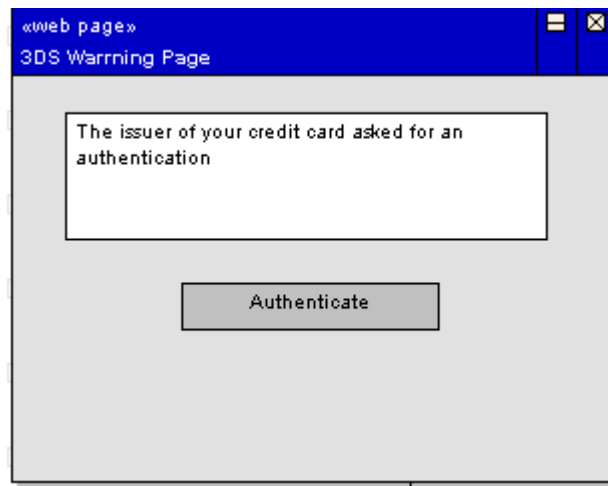 «web page»
3DS Warrning Page
The issuer of your credit card asked for an
authentication
Authenticate